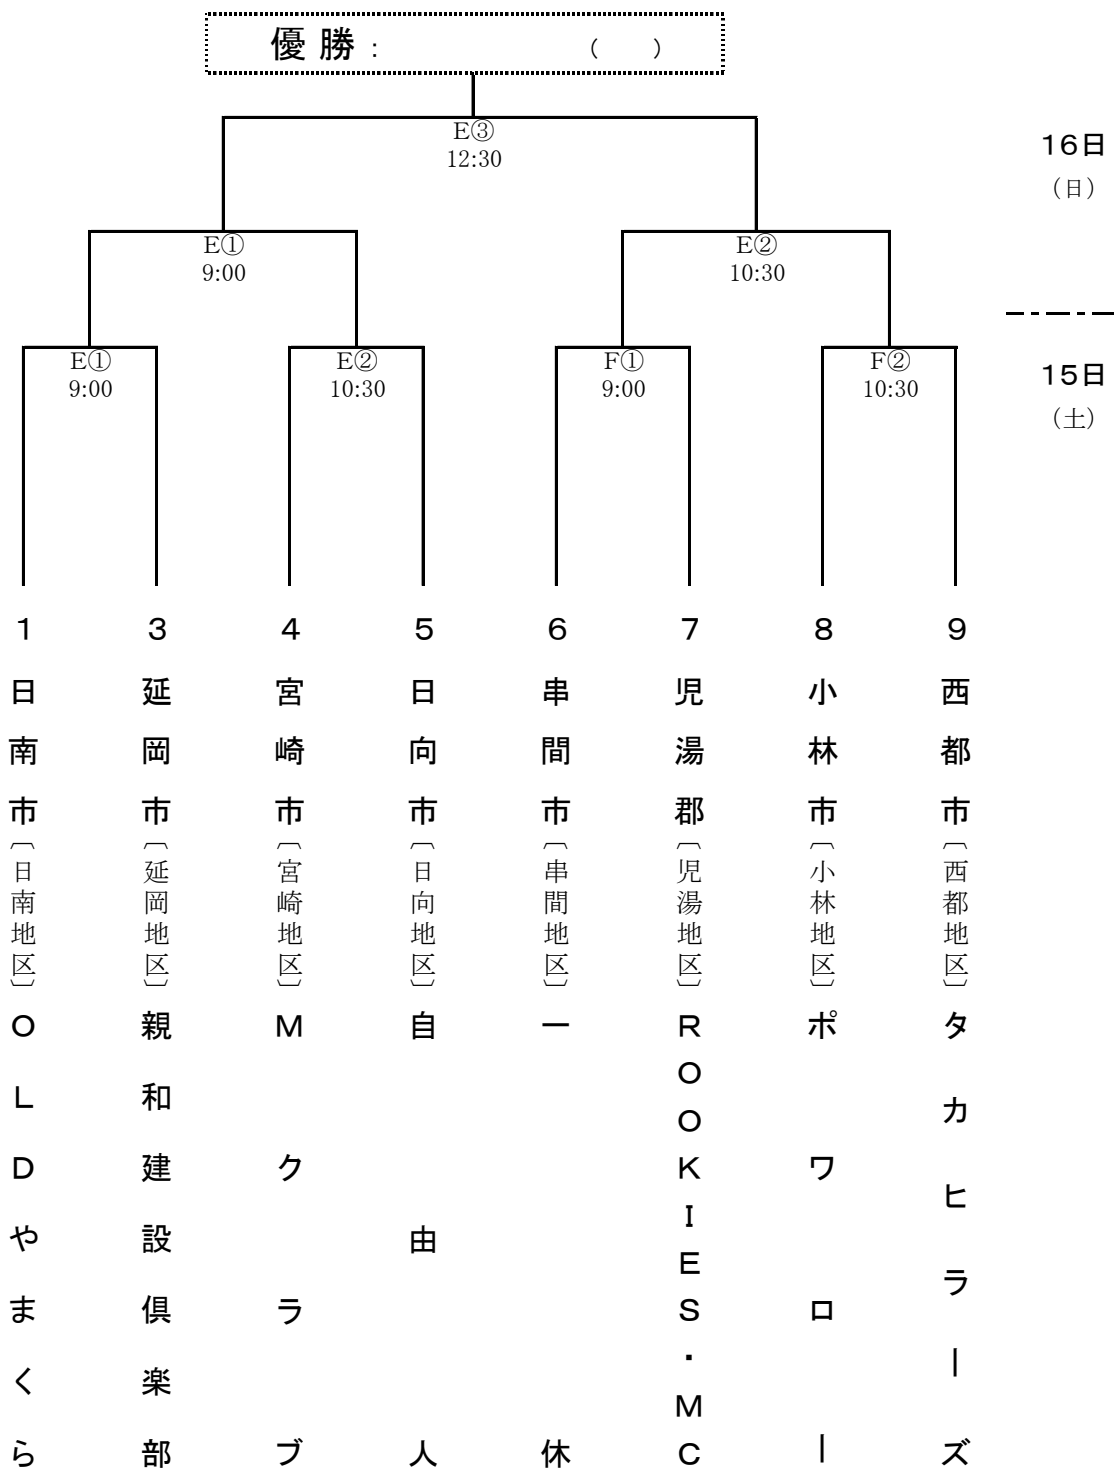 優勝：　（　）
E③
12:30
16日
（日）
E①
9:00
E②
10:30
E①
9:00
E②
10:30
F①
9:00
F②
10:30
15日
（土）
1
日南市
〔日南地区〕
ＯＬＤやまくら
3
延岡市
〔延岡地区〕
親和建設倶楽部
4
宮崎市
〔宮崎地区〕
Ｍクラブ
5
日向市
〔日向地区〕
自由人
6
串間市
〔串間地区〕
一休
7
児湯郡
〔児湯地区〕
ＲＯＯＫＩＥＳ・ＭＣ
8
小林市
〔小林地区〕
ポワロー
9
西都市
〔西都地区〕
タカヒラーズ